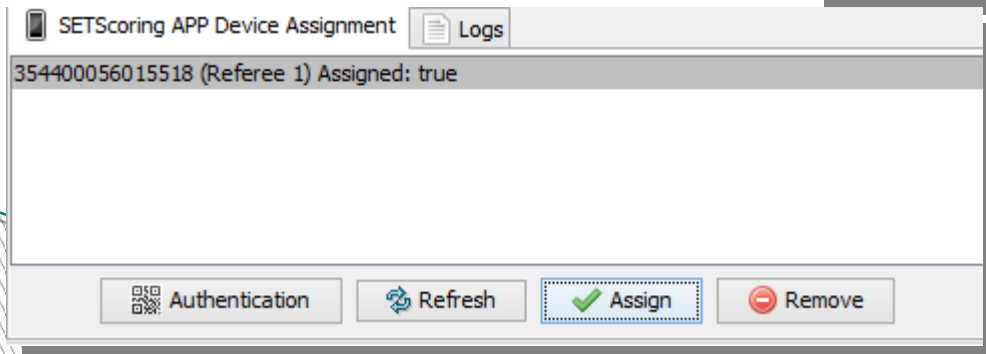 SETScoring APP Device Assignment Logs
354400056015518 (Referee 1) Assigned: true
Authentication Refresh Assign Remove